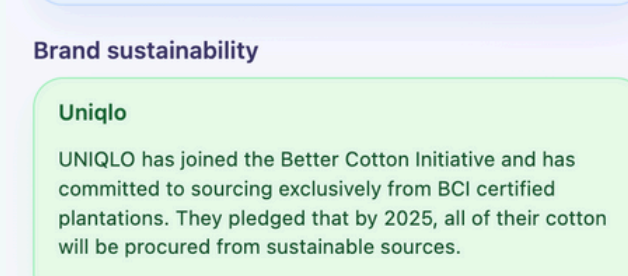 Brand sustainability
Uniqlo
UNIQLO has joined the Better Cotton Initiative and has
committed to sourcing exclusively from BCI certified
plantations. They pledged that by 2025, all of their cotton
will be procured from sustainable sources.